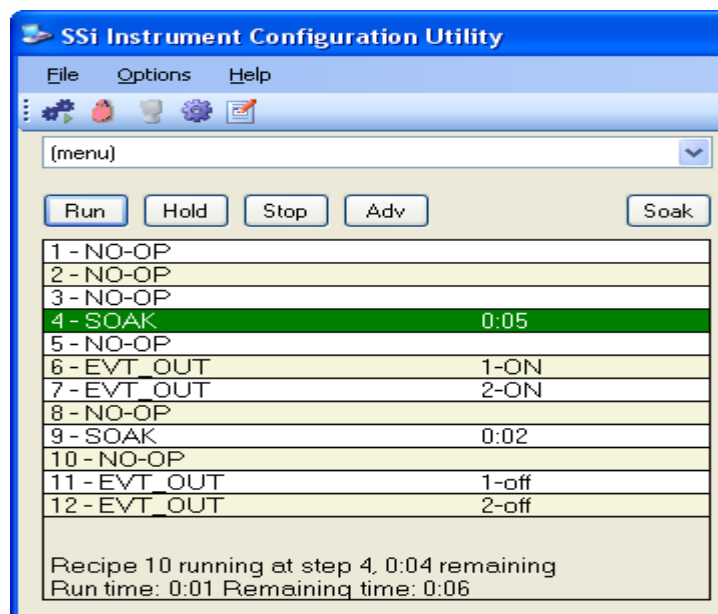 SSi Instrument Configuration Utility
File Options Help
(menu)
Run Hold Stop Adv Soak
1 - NO-OP
2 - NO-OP
3 - NO-OP
4 - SOAK 0:05
5 - NO-OP
6 - EVT_OUT 1-ON
7 - EVT_OUT 2-ON
8 - NO-OP
9 - SOAK 0:02
10 - NO-OP
11 - EVT_OUT 1-off
12 - EVT_OUT 2-off
Recipe 10 running at step 4, 0:04 remaining
Run time: 0:01 Remaining time: 0:06